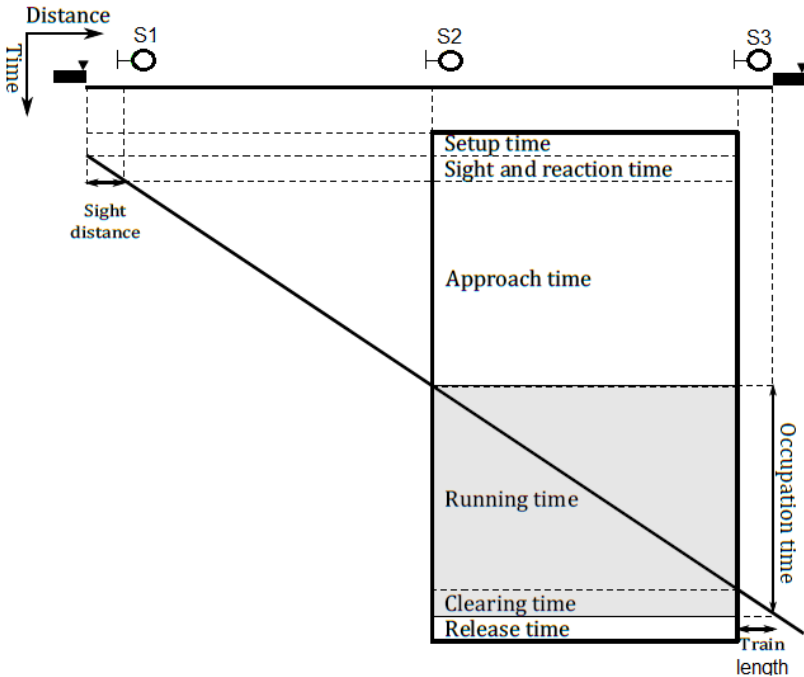 Distance
Time
S1
S2
S3
Setup time
Sight and reaction time
Sight
distance
Approach time
Occupation time
Running time
Clearing time
Release time
Train
length